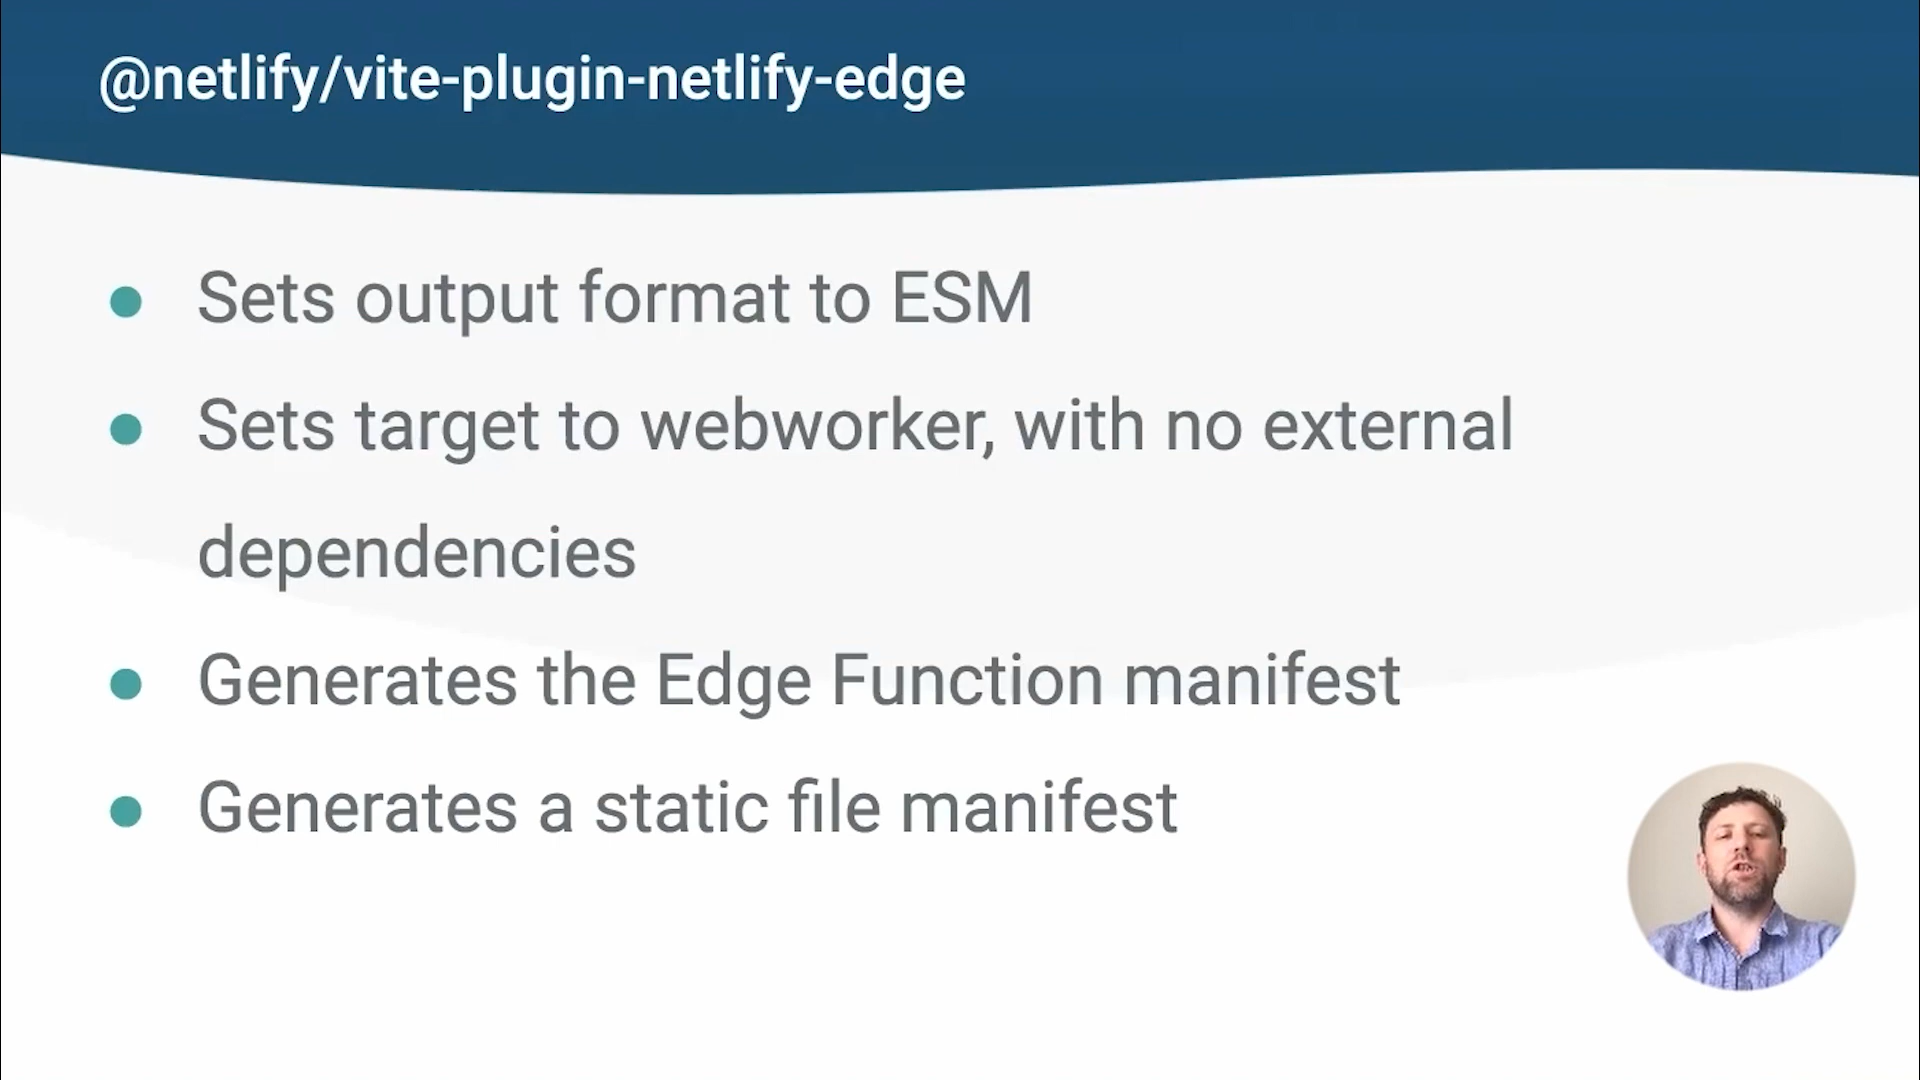 @netlify/vite-plugin-netlify-edge
● Sets output format to ESM
● Sets target to webworker, with no external
dependencies
● Generates the Edge Function manifest
● Generates a static file manifest